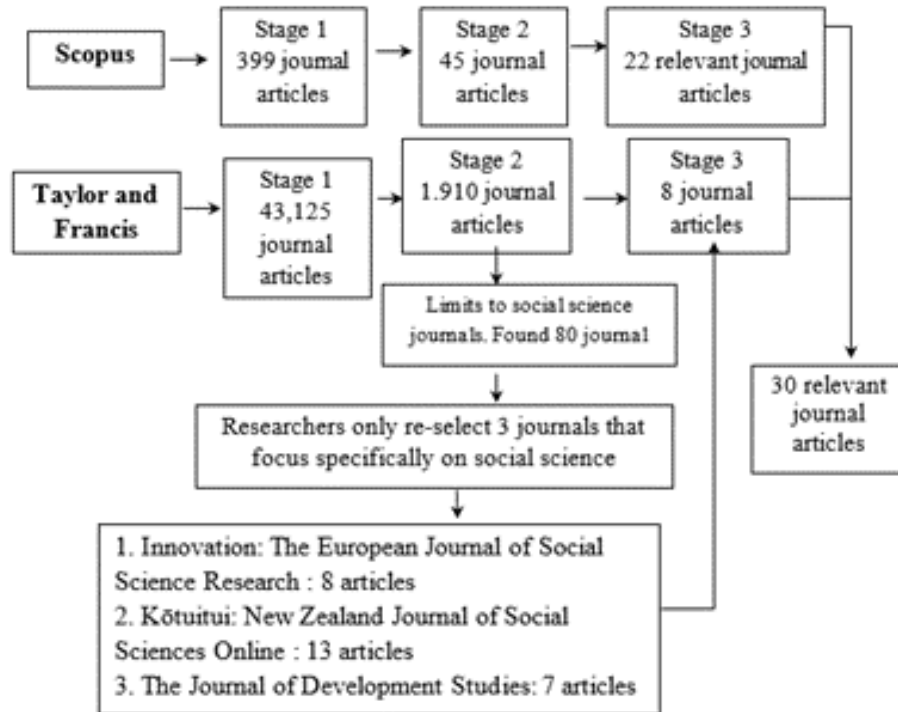 Scopus
Stage 1
399 journal
articles
Stage 2
45 journal
articles
Stage 3
22 relevant journal
articles
Taylor and
Francis
Stage 1
43,125
journal
articles
Stage 2
1.910 journal
articles
Stage 3
8 journal
articles
Limits to social science
journals. Found 80 journal
Researchers only re-select 3 journals that
focus specifically on social science
1. Innovation: The European Journal of Social
Science Research : 8 articles
2. Kōtuitui: New Zealand Journal of Social
Sciences Online : 13 articles
3. The Journal of Development Studies: 7 articles
30 relevant
journal
articles